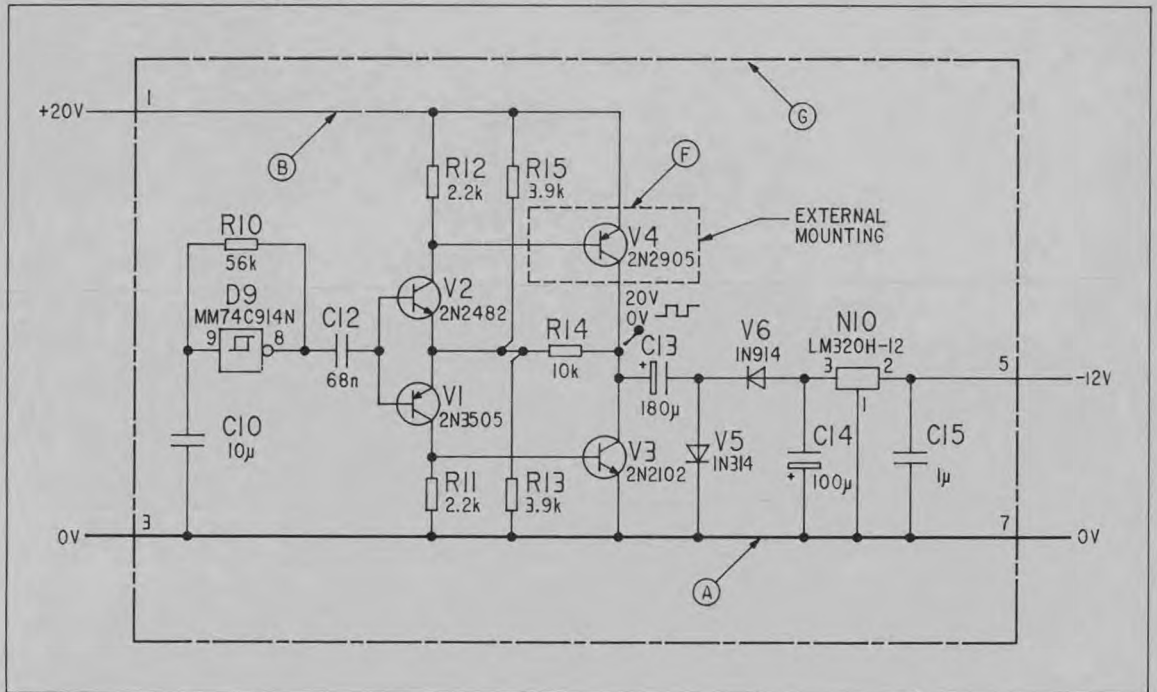 G
+20V
1
B
R12
2.2k
R15
3.9k
F
EXTERNAL
MOUNTING
V4
2N2905
R10
56k
D9
MM74C914N
9
8
C12
68n
V2
2N2482
20V
0V
R14
10k
C13
+
180µ
V6
1N914
N10
LM320H-12
3
2
1
5
-12V
V1
2N3505
C10
10µ
V3
2N2102
V5
1N314
C14
+
100µ
C15
1µ
R11
2.2k
R13
3.9k
0V
3
7
0V
A